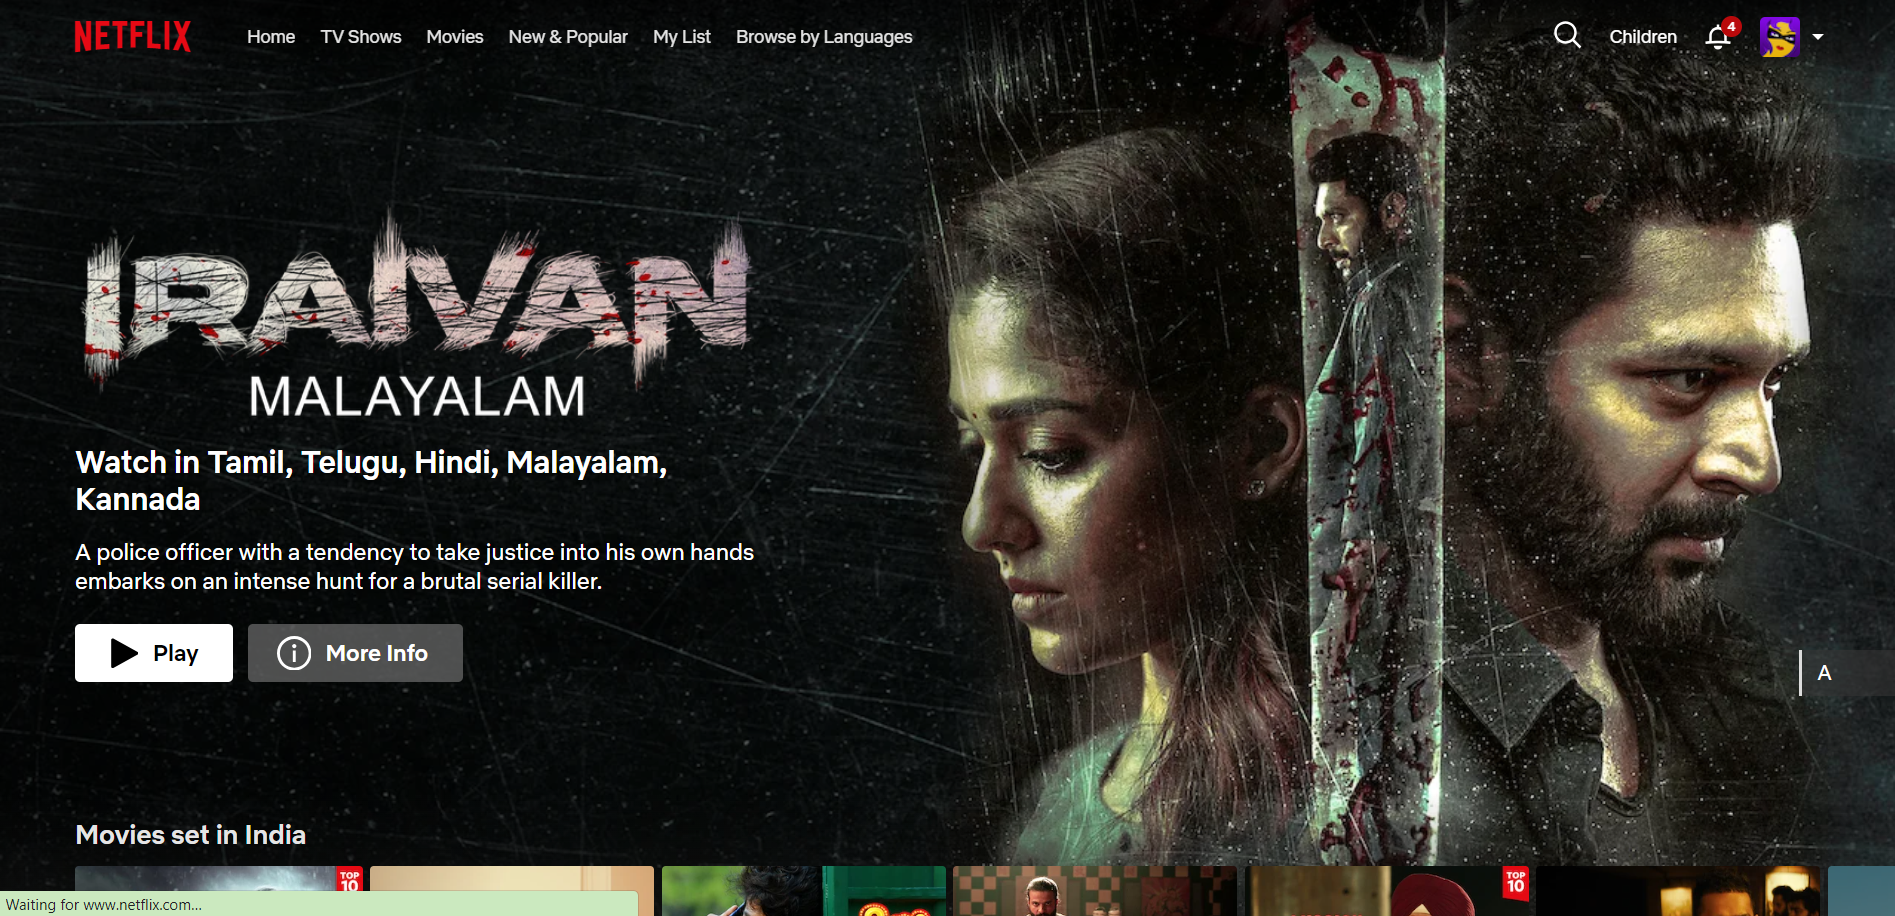 NETFLIX
Home
TV Shows
Movies
New & Popular
My List
Browse by Languages
Children
4
IRAIVAN
MALAYALAM
Watch in Tamil, Telugu, Hindi, Malayalam,
Kannada
A police officer with a tendency to take justice into his own hands
embarks on an intense hunt for a brutal serial killer.
Play
More Info
A
Movies set in India
TOP
10
TOP
10
Waiting for www.netflix.com...